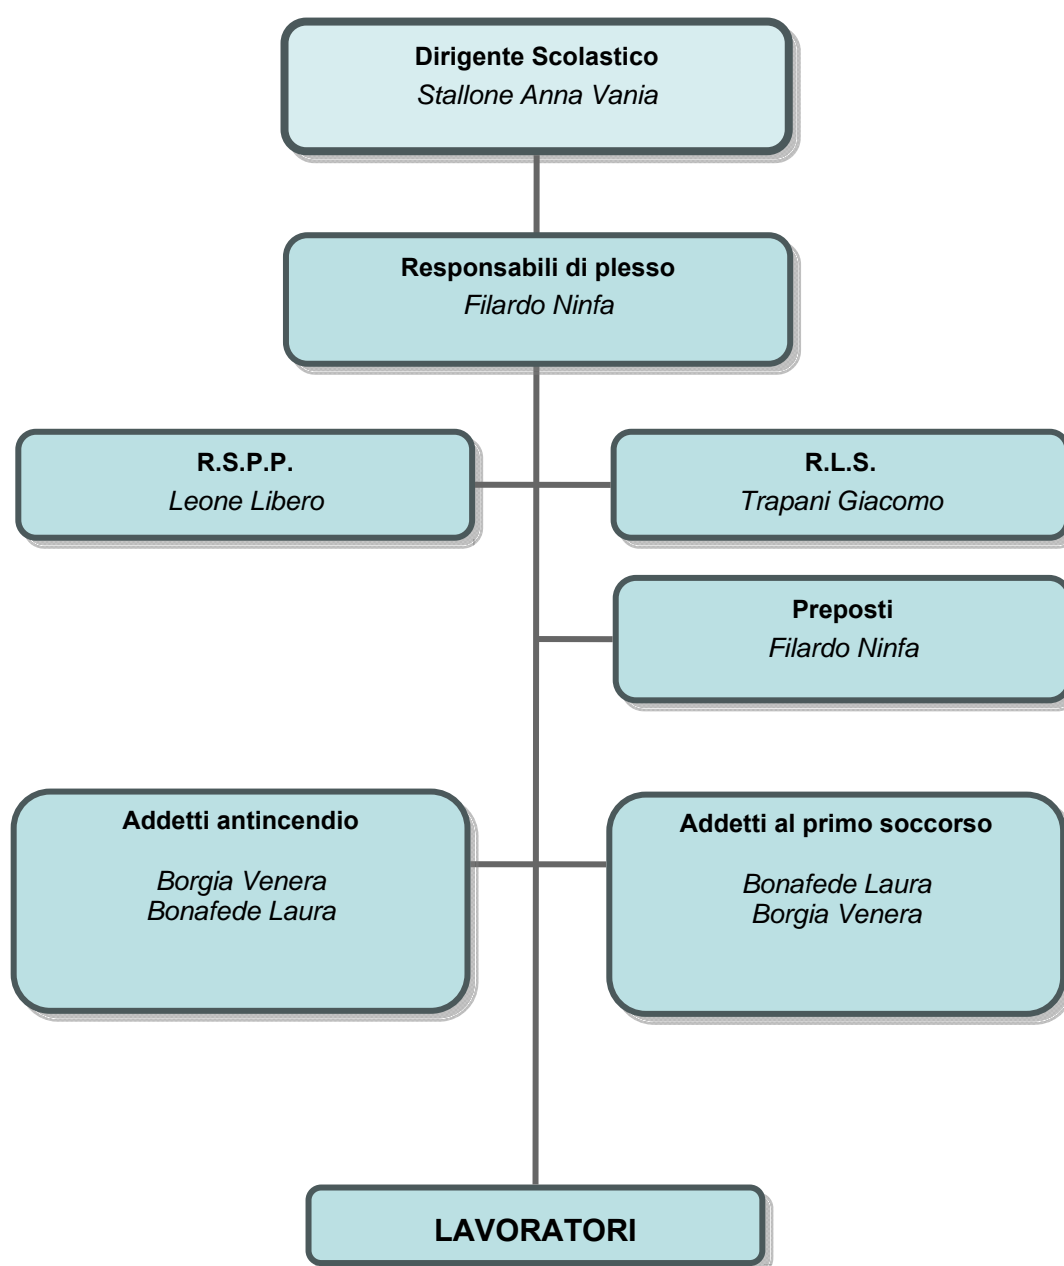 Dirigente Scolastico
Stallone Anna Vania
Responsabili di plesso
Filardo Ninfa
R.S.P.P.
Leone Libero
R.L.S.
Trapani Giacomo
Preposti
Filardo Ninfa
Addetti antincendio
Borgia Venera
Bonafede Laura
Addetti al primo soccorso
Bonafede Laura
Borgia Venera
LAVORATORI